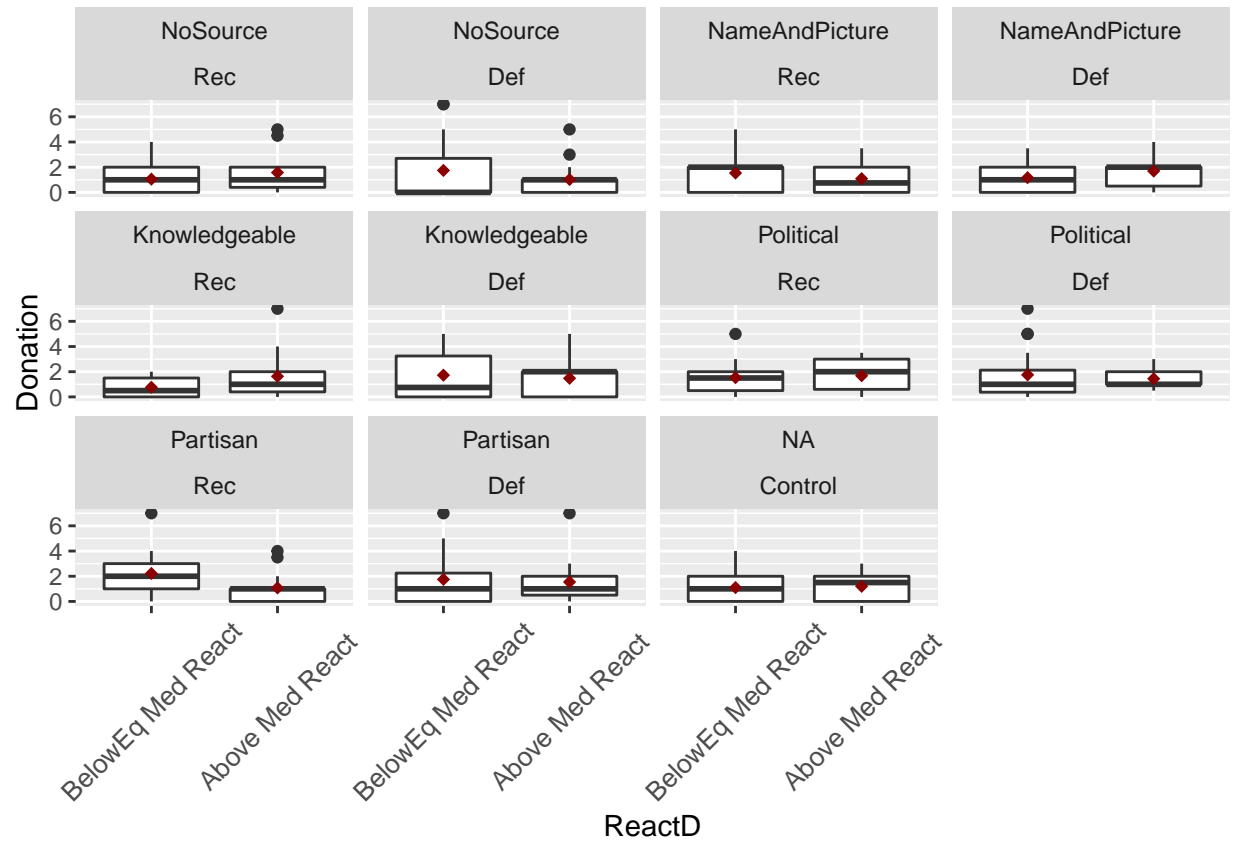 NoSource
NoSource
NameAndPicture
NameAndPicture
Rec
Def
Rec
Def
6
4
2
0
Knowledgeable
Knowledgeable
Political
Political
Rec
Def
Rec
Def
6
4
2
0
Donation
Partisan
Partisan
NA
Rec
Def
Control
6
4
2
0
BelowEq Med React
Above Med React
BelowEq Med React
Above Med React
BelowEq Med React
Above Med React
ReactD